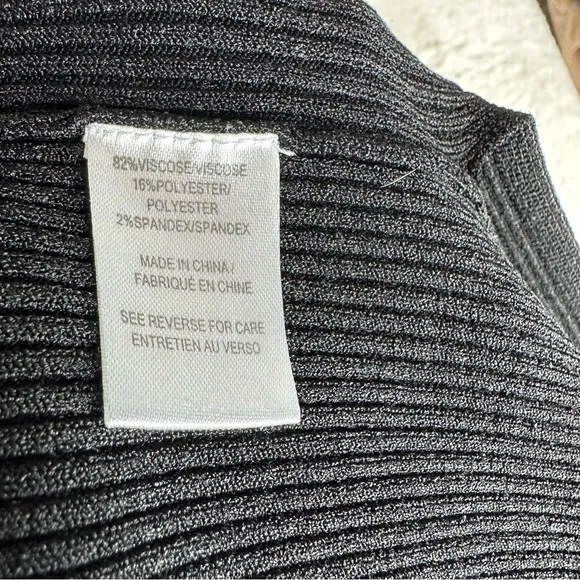 82%VISCOSE/VISCOSE
16%POLYESTER/
POLYESTER
2%SPANDEX/SPANDEX
MADE IN CHINA /
FABRIQUÉ EN CHINE
SEE REVERSE FOR CARE
ENTRETIEN AU VERSO